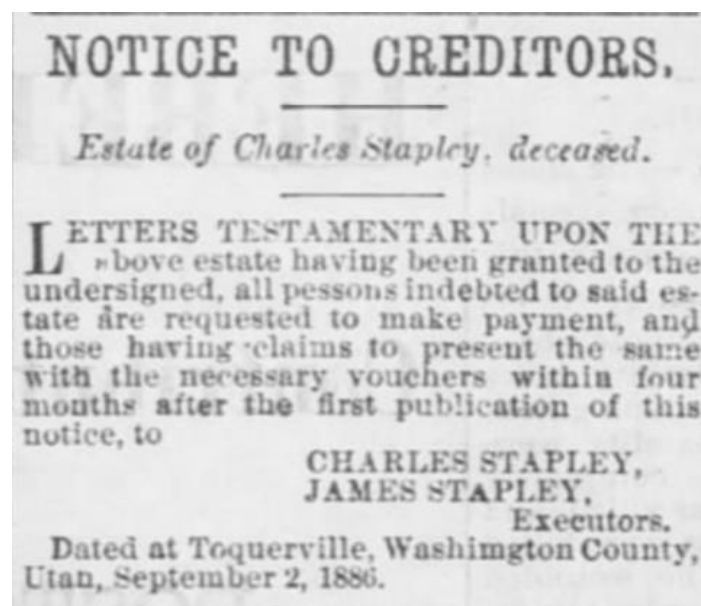 NOTICE TO CREDITORS.
Estate of Charles Stapley, deceased.
LETTERS TESTAMENTARY UPON THE
above estate having been granted to the
undersigned, all pessons indebted to said es-
tate are requested to make payment, and
those having claims to present the same
with the necessary vouchers within four
months after the first publication of this
notice, to
CHARLES STAPLEY,
JAMES STAPLEY,
Executors.
Dated at Toquerville, Washimgton County,
Utan, September 2, 1886.